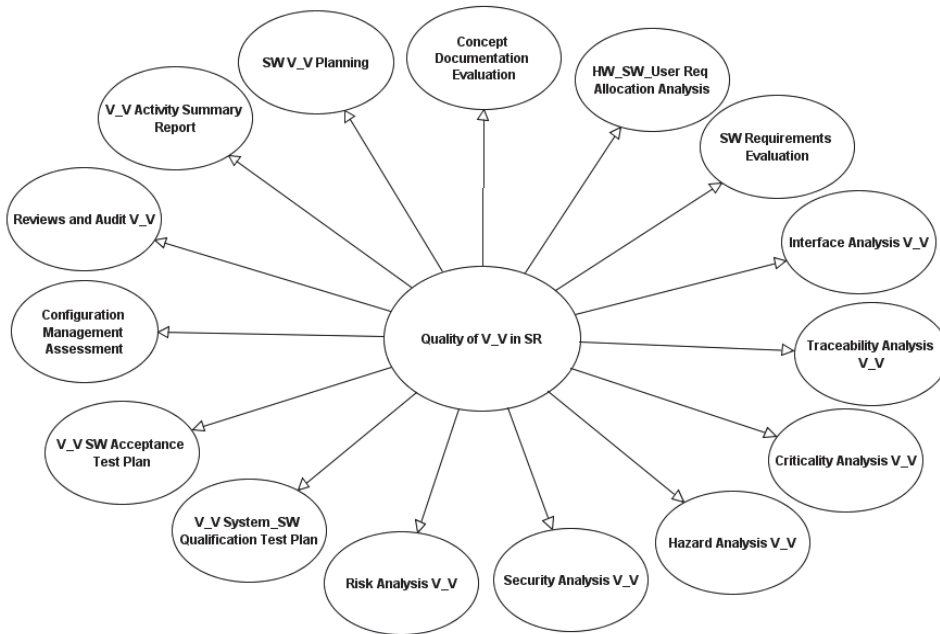 SW V_V Planning
Concept
Documentation
Evaluation
HW_SW_User Req
Allocation Analysis
V_V Activity Summary
Report
SW Requirements
Evaluation
Reviews and Audit V_V
Interface Analysis V_V
Configuration
Management
Assessment
Quality of V_V in SR
Traceability Analysis
V_V
V_V SW Acceptance
Test Plan
Criticality Analysis V_V
V_V System_SW
Qualification Test Plan
Hazard Analysis V_V
Risk Analysis V_V
Security Analysis V_V